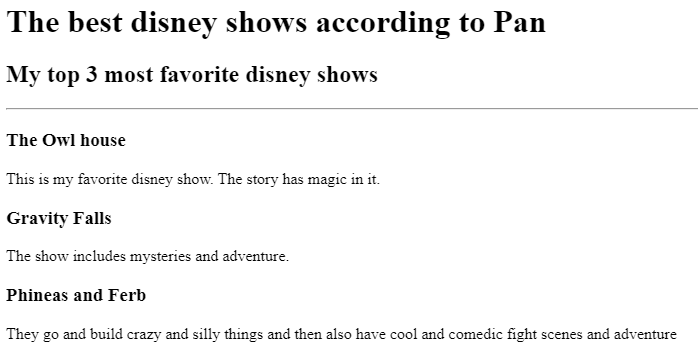 The best disney shows according to Pan
My top 3 most favorite disney shows
The Owl house
This is my favorite disney show. The story has magic in it.
Gravity Falls
The show includes mysteries and adventure.
Phineas and Ferb
They go and build crazy and silly things and then also have cool and comedic fight scenes and adventure